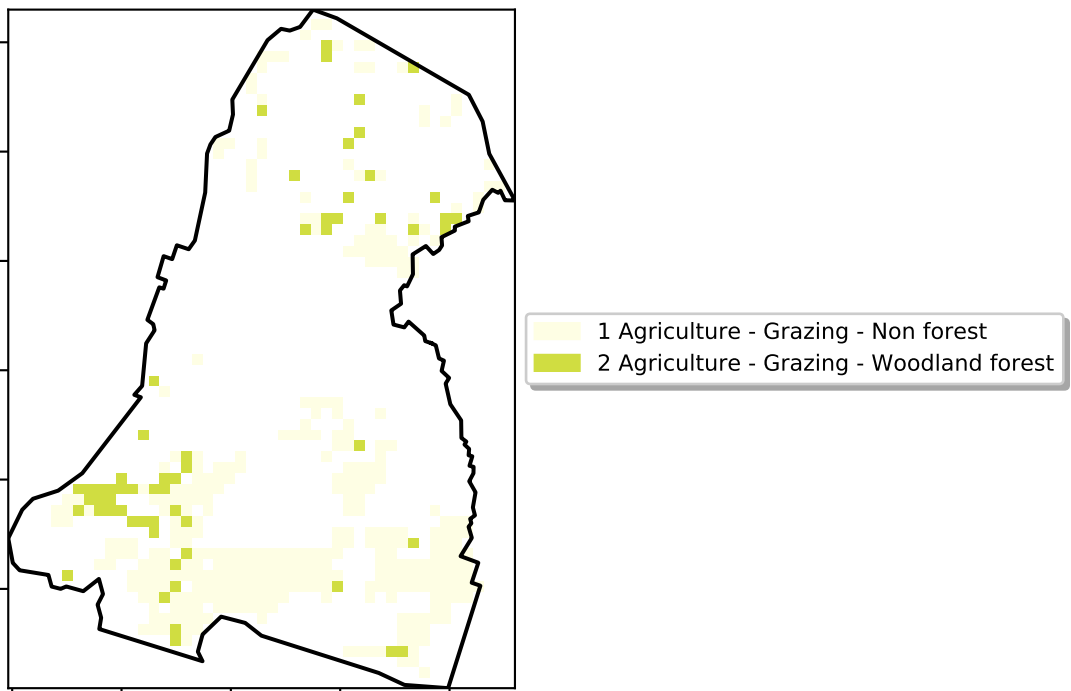 1 Agriculture - Grazing - Non forest
2 Agriculture - Grazing - Woodland forest